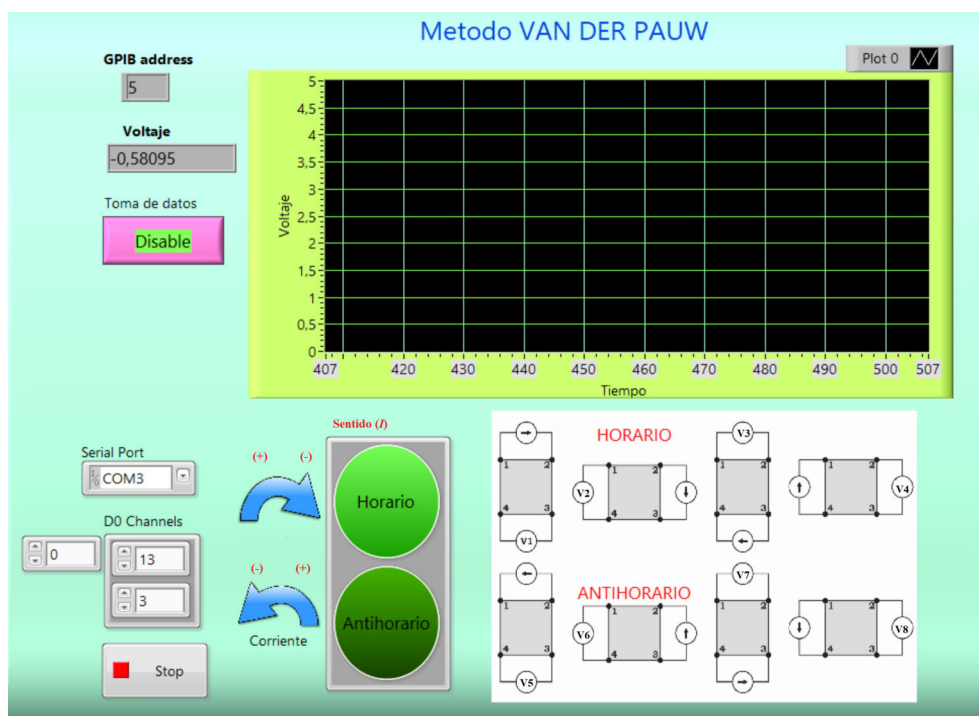 Metodo VAN DER PAUW
GPIB address
5
Voltaje
-0,58095
Toma de datos
Disable
Plot 0
Voltaje
5
4,5
4
3,5
3
2,5
2
1,5
1
0,5
0
407 420 430 440 450 460 470 480 490 500 507
Tiempo
Serial Port
COM3
D0 Channels
0
13
3
Stop
Sentido (I)
(+) (-)
Horario
(-) (+)
Corriente
Antihorario
HORARIO
1 2
4 3
V1
1 2
4 3
V2
V3
1 2
4 3
1 2
4 3
V4
ANTIHORARIO
1 2
4 3
V5
1 2
4 3
V6
V7
1 2
4 3
1 2
4 3
V8